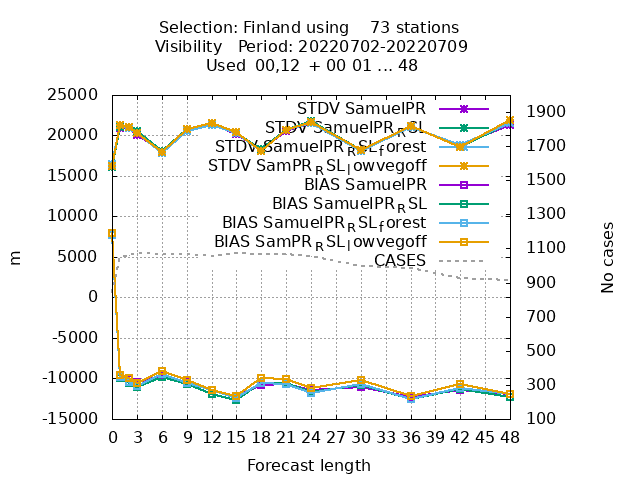 Selection: Finland using 73 stations
Visibility Period: 20220702-20220709
Used 00,12 + 00 01 ... 48
25000
20000
15000
10000
5000
0
-5000
-10000
-15000
m
STDV SamuelPR
STDV SamuelPR_RSL
STDV SamuelPR_RSL_forest
STDV SamPR_RSL_lowvegoff
BIAS SamuelPR
BIAS SamuelPR_RSL
BIAS SamuelPR_RSL_forest
BIAS SamPR_RSL_lowvegoff
CASES
1900
1700
1500
1300
1100
900
700
500
300
100
No cases
0 3 6 9 12 15 18 21 24 27 30 33 36 39 42 45 48
Forecast length